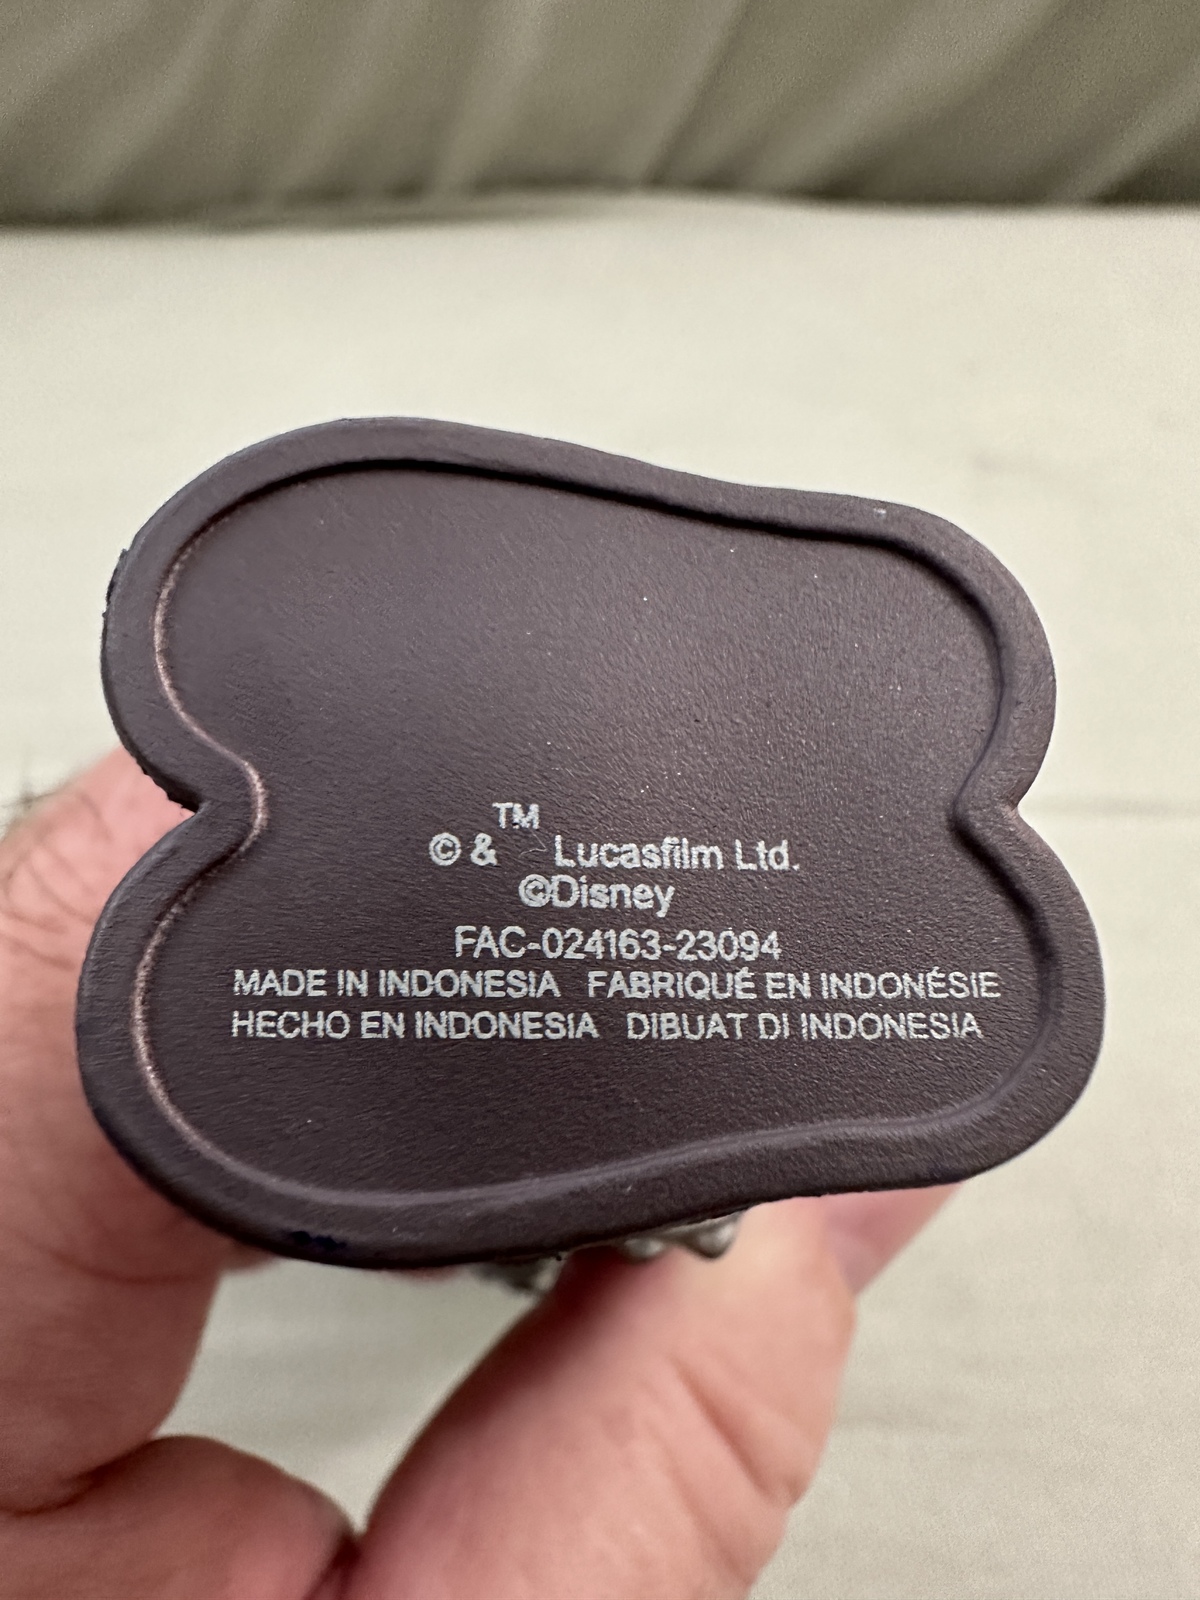 © & ™ Lucasfilm Ltd.
©Disney
FAC-024163-23094
MADE IN INDONESIA FABRIQUÉ EN INDONÉSIE
HECHO EN INDONESIA DIBUAT DI INDONESIA